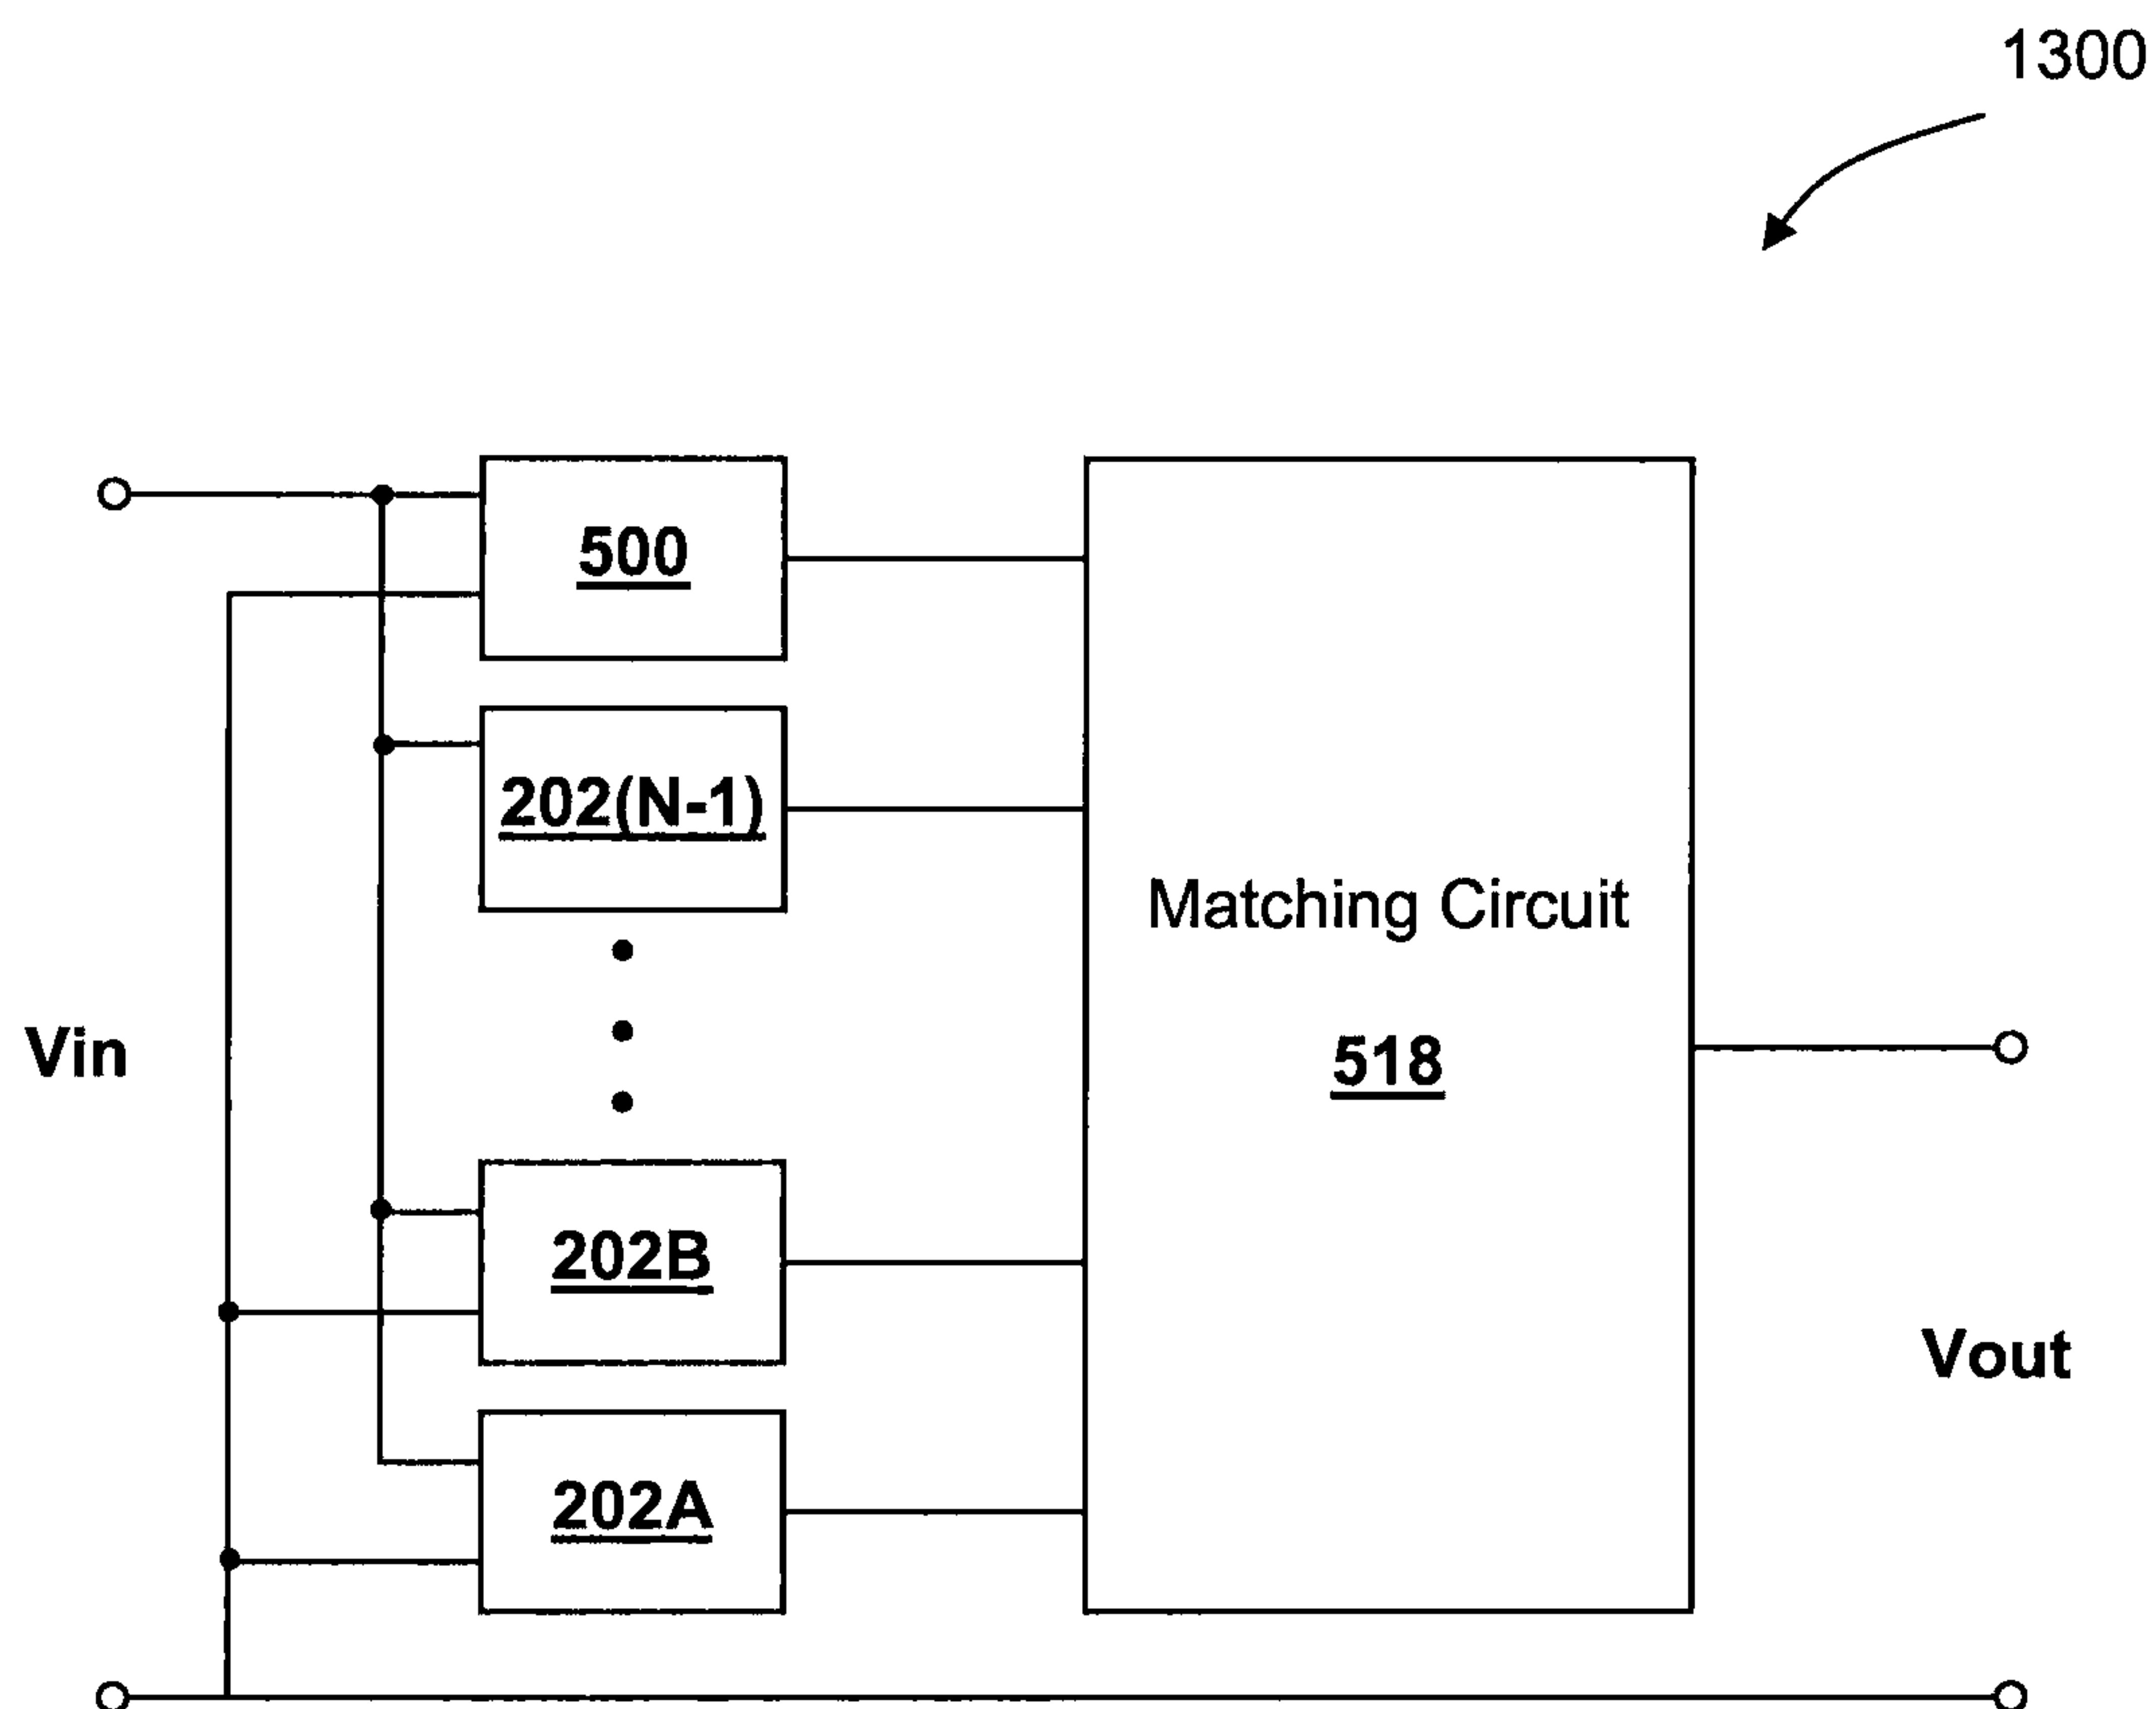 1300
500
202(N-1)
Matching Circuit
Vin
518
202B
Vout
202A